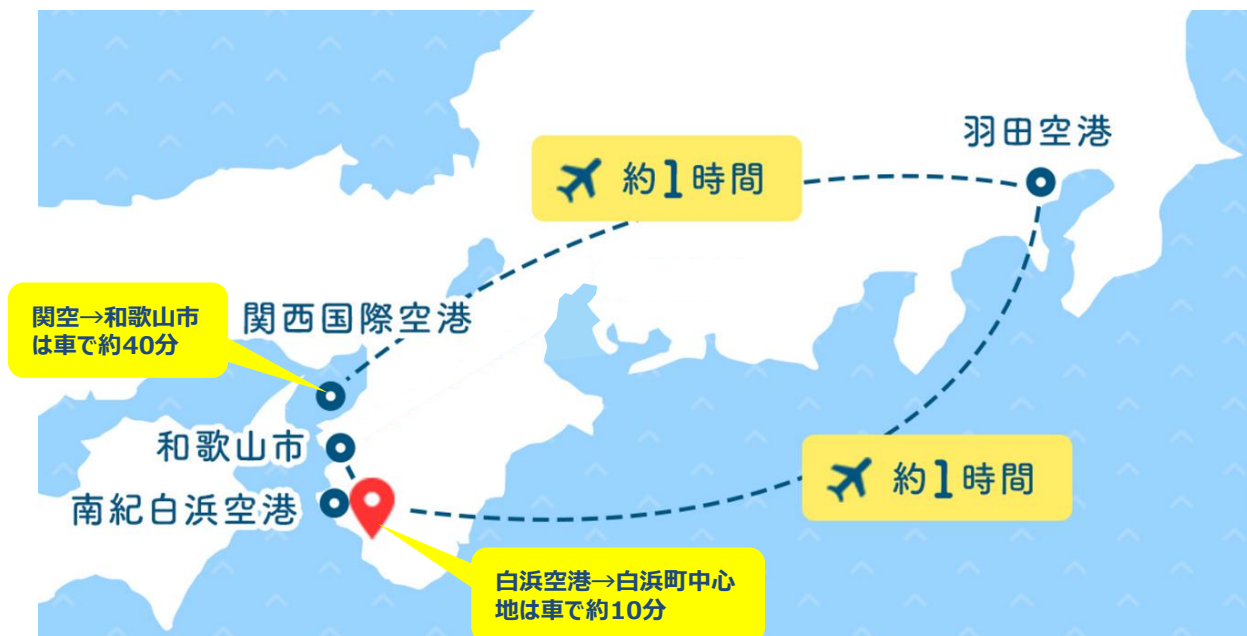 羽田空港
約1時間
関空→和歌山市
は車で約40分
関西国際空港
和歌山市
南紀白浜空港
約1時間
白浜空港→白浜町中心
地は車で約10分